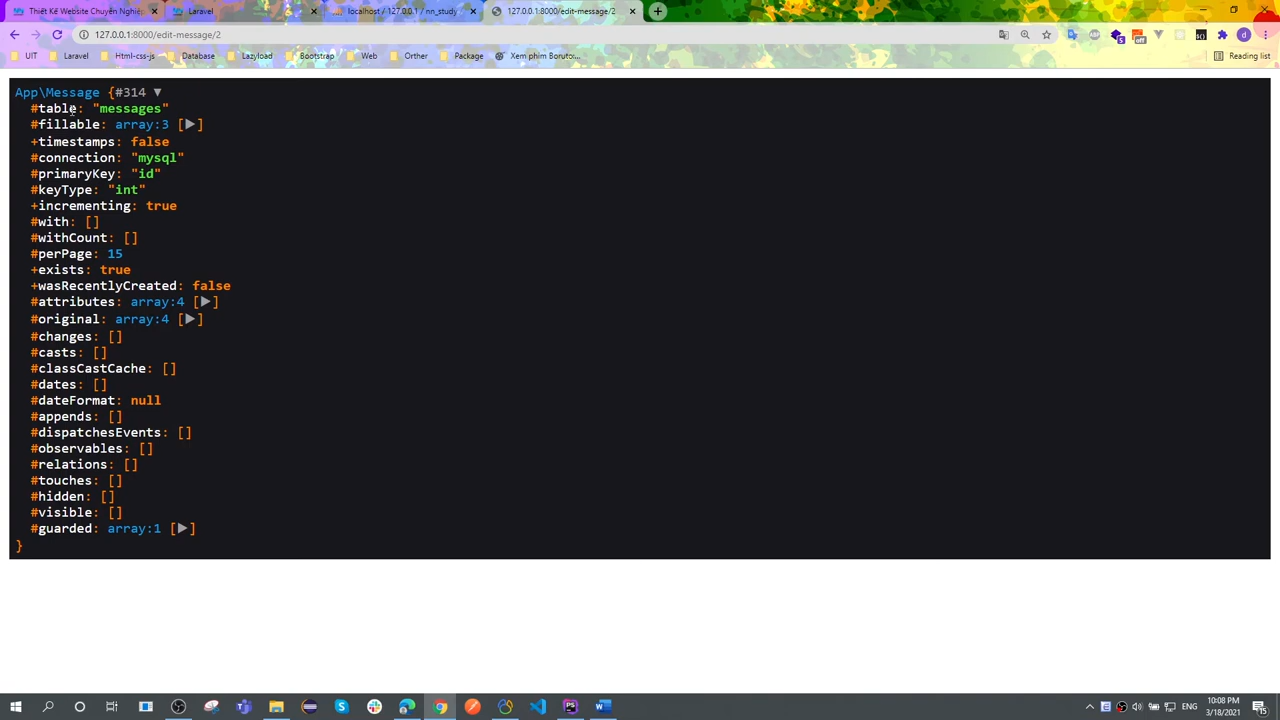 Thiết Kế Website Chuyên Nghiệp
Laravel
localhost / 127.0.0.1 / nn_study
127.0.0.1:8000/edit-message/2
127.0.0.1:8000/edit-message/2
UIT
Laravel
Html-css-js
Database
Lazyload
Bootstrap
Web
Orther
Package
Xem phim Boruto:...
Reading list
App\Message {#314 ▼
#table: "messages"
#fillable: array:3 [▶]
+timestamps: false
#connection: "mysql"
#primaryKey: "id"
#keyType: "int"
+incrementing: true
#with: []
#withCount: []
#perPage: 15
+exists: true
+wasRecentlyCreated: false
#attributes: array:4 [▶]
#original: array:4 [▶]
#changes: []
#casts: []
#classCastCache: []
#dates: []
#dateFormat: null
#appends: []
#dispatchesEvents: []
#observables: []
#relations: []
#touches: []
#hidden: []
#visible: []
#guarded: array:1 [▶]
}
ENG
10:08 PM
3/18/2021